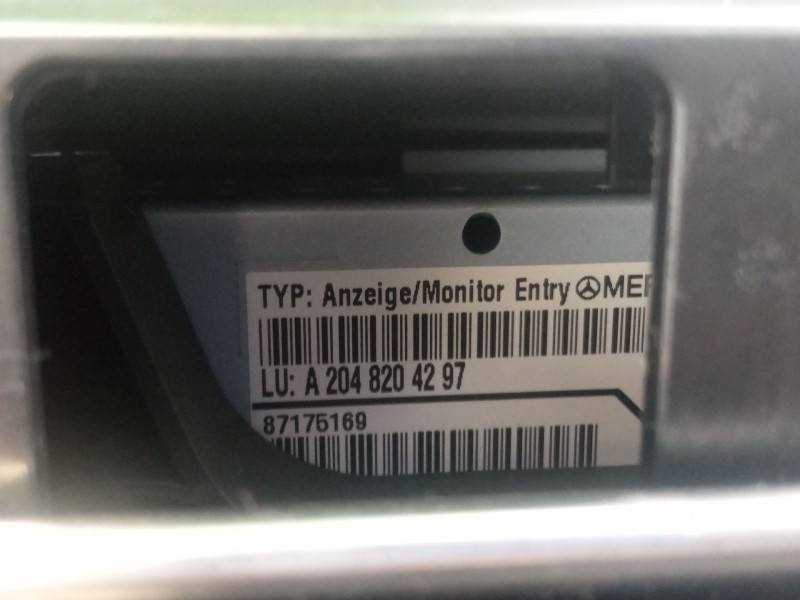 TYP: Anzeige/Monitor Entry
LU: A 204 820 42 97
87175169